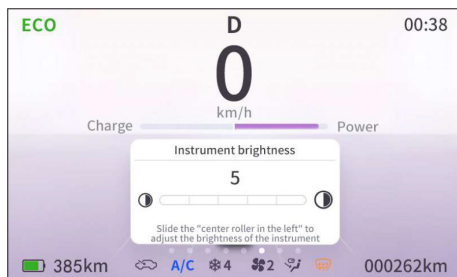 ECO D 00:38
0
km/h
Charge Power
Instrument brightness
5
Slide the "center roller in the left" to
adjust the brightness of the instrument
385km A/C 4 2 000262km